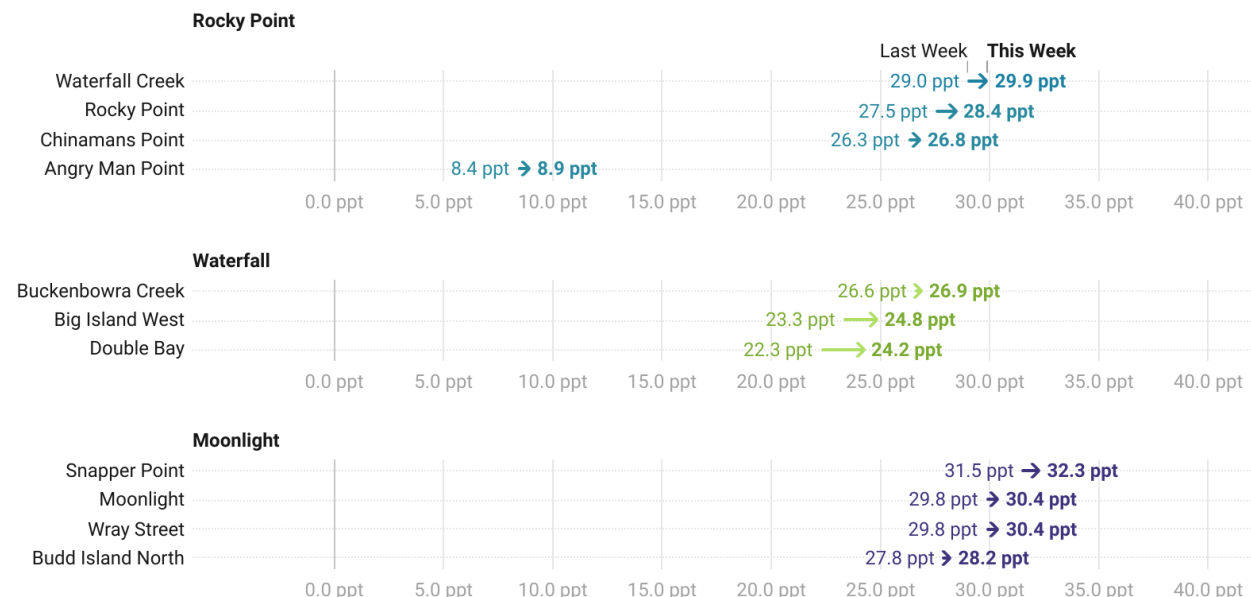 Rocky Point
Last Week This Week
Waterfall Creek 29.0 ppt → 29.9 ppt
Rocky Point 27.5 ppt → 28.4 ppt
Chinamans Point 26.3 ppt → 26.8 ppt
Angry Man Point 8.4 ppt → 8.9 ppt
0.0 ppt 5.0 ppt 10.0 ppt 15.0 ppt 20.0 ppt 25.0 ppt 30.0 ppt 35.0 ppt 40.0 ppt
Waterfall
Buckenbowra Creek 26.6 ppt → 26.9 ppt
Big Island West 23.3 ppt → 24.8 ppt
Double Bay 22.3 ppt → 24.2 ppt
0.0 ppt 5.0 ppt 10.0 ppt 15.0 ppt 20.0 ppt 25.0 ppt 30.0 ppt 35.0 ppt 40.0 ppt
Moonlight
Snapper Point 31.5 ppt → 32.3 ppt
Moonlight 29.8 ppt → 30.4 ppt
Wray Street 29.8 ppt → 30.4 ppt
Budd Island North 27.8 ppt → 28.2 ppt
0.0 ppt 5.0 ppt 10.0 ppt 15.0 ppt 20.0 ppt 25.0 ppt 30.0 ppt 35.0 ppt 40.0 ppt